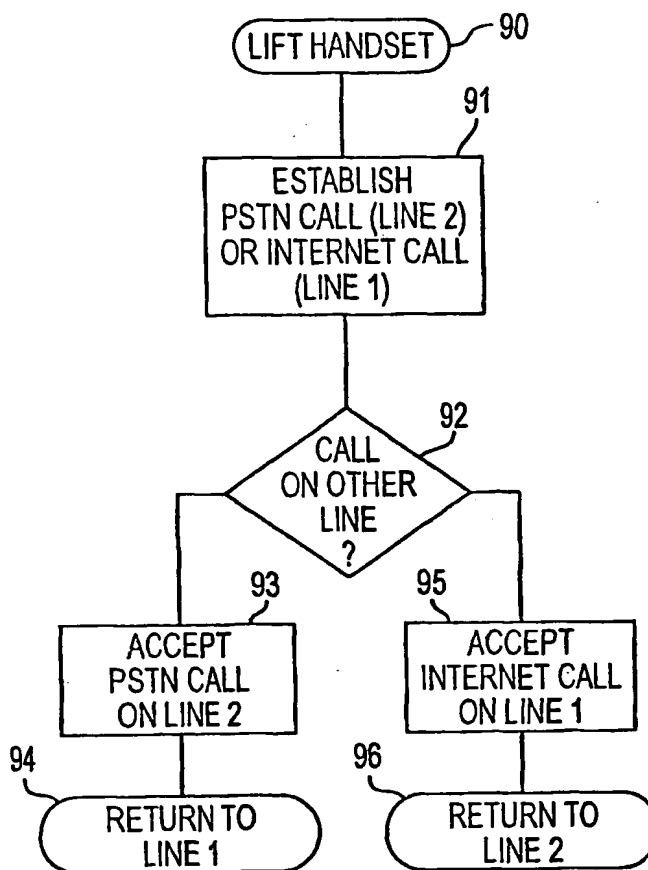 LIFT HANDSET
90
91
ESTABLISH
PSTN CALL (LINE 2)
OR INTERNET CALL
(LINE 1)
92
CALL
ON OTHER
LINE
?
93
ACCEPT
PSTN CALL
ON LINE 2
95
ACCEPT
INTERNET CALL
ON LINE 1
94
RETURN TO
LINE 1
96
RETURN TO
LINE 2